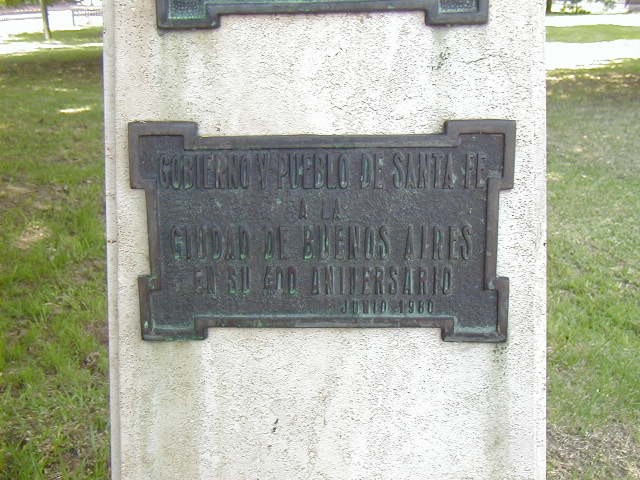 GOBIERNO Y PUEBLO DE SANTA FE
A LA
CIUDAD DE BUENOS AIRES
EN SU 400 ANIVERSARIO
JUNIO 1980